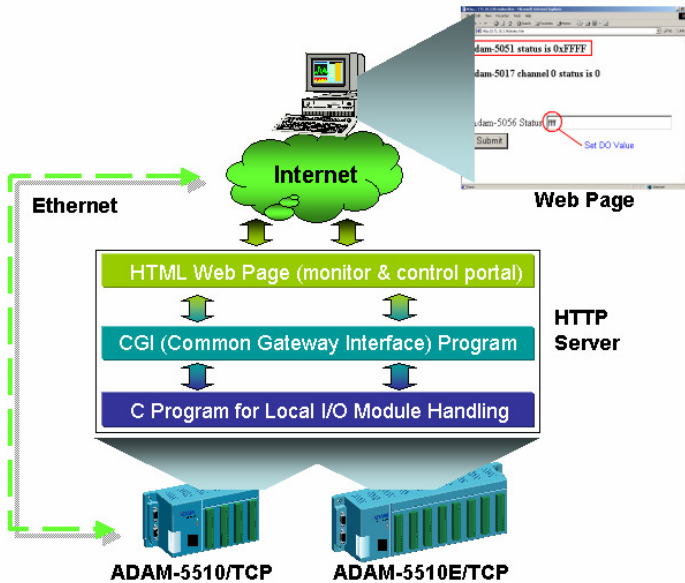 Adam-5051 status is 0xFFFF
Adam-5017 channel 0 status is 0
Adam-5056 Status ffff
Submit
Set DO Value
Web Page
Internet
Ethernet
HTML Web Page (monitor & control portal)
CGI (Common Gateway Interface) Program
C Program for Local I/O Module Handling
HTTP
Server
ADAM-5510/TCP
ADAM-5510E/TCP